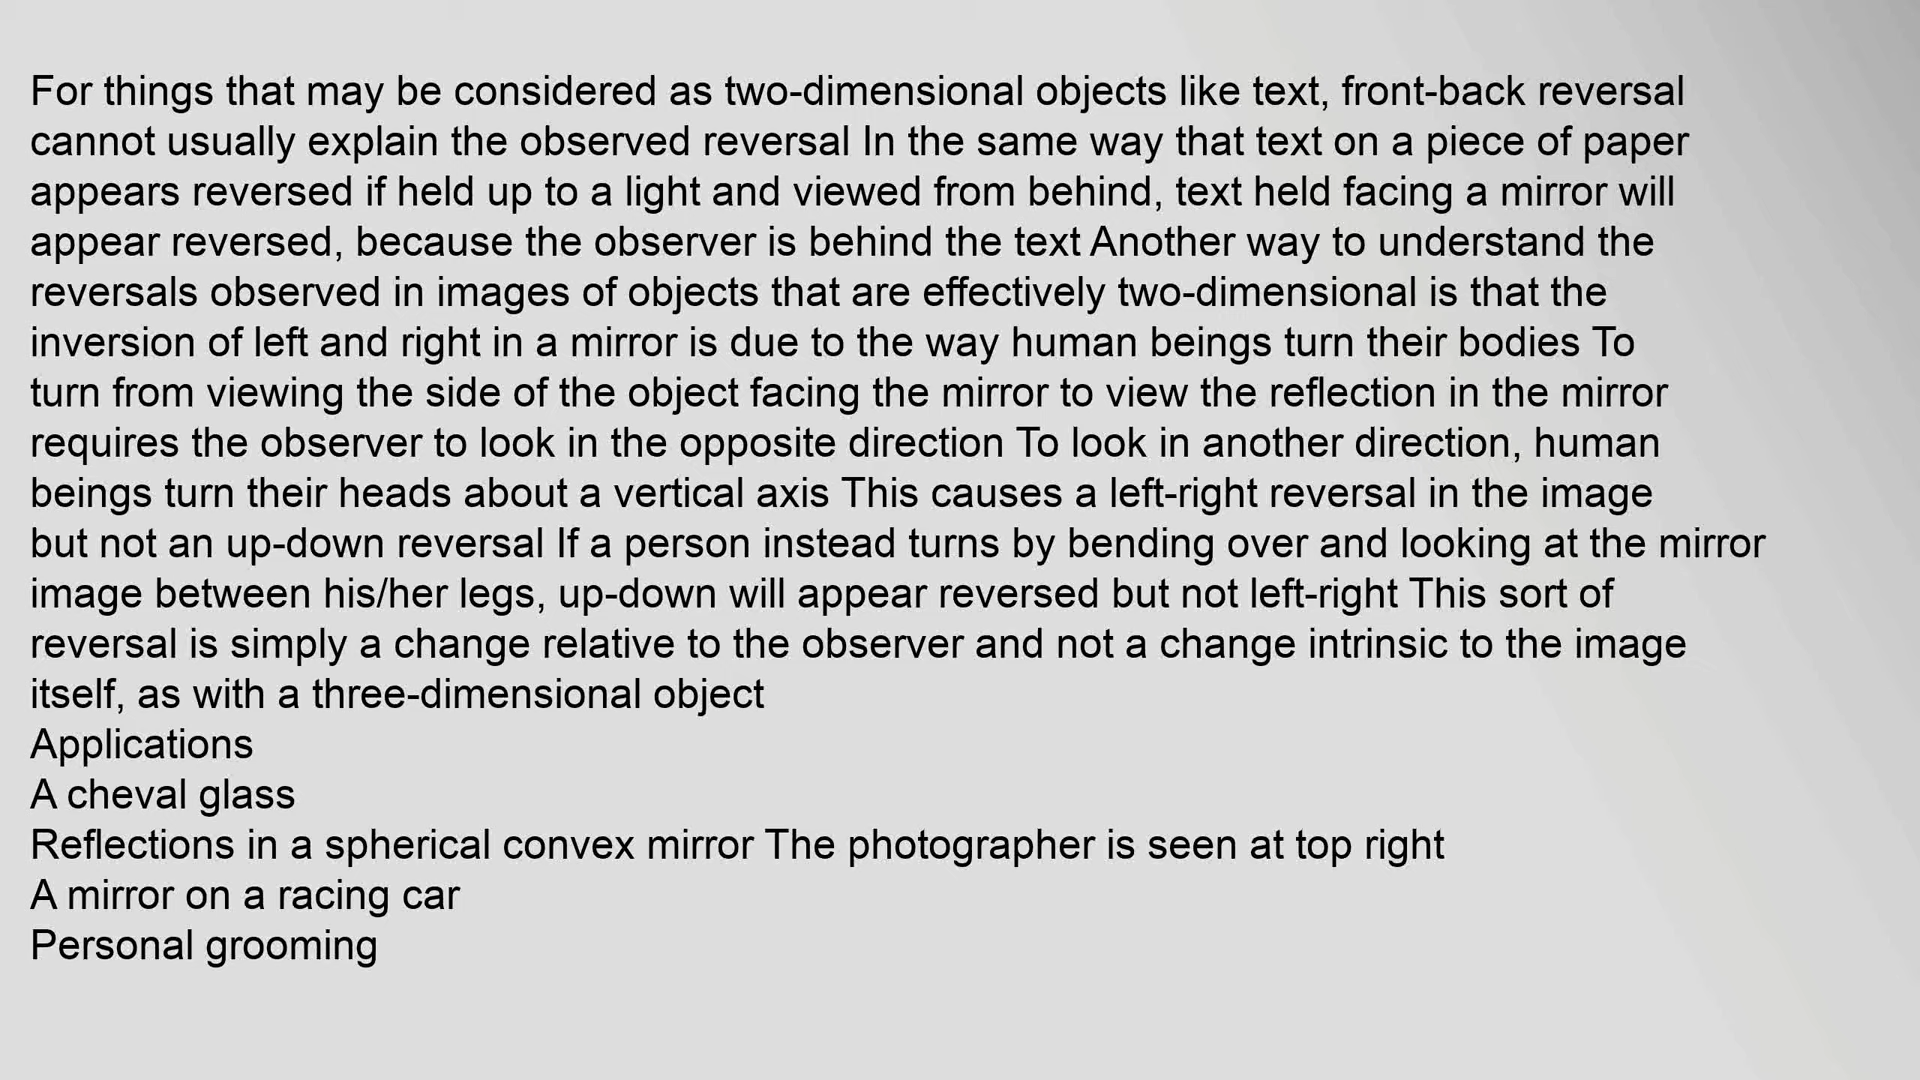 For things that may be considered as two-dimensional objects like text, front-back reversal
cannot usually explain the observed reversal In the same way that text on a piece of paper
appears reversed if held up to a light and viewed from behind, text held facing a mirror will
appear reversed, because the observer is behind the text Another way to understand the
reversals observed in images of objects that are effectively two-dimensional is that the
inversion of left and right in a mirror is due to the way human beings turn their bodies To
turn from viewing the side of the object facing the mirror to view the reflection in the mirror
requires the observer to look in the opposite direction To look in another direction, human
beings turn their heads about a vertical axis This causes a left-right reversal in the image
but not an up-down reversal If a person instead turns by bending over and looking at the mirror
image between his/her legs, up-down will appear reversed but not left-right This sort of
reversal is simply a change relative to the observer and not a change intrinsic to the image
itself, as with a three-dimensional object
Applications
A cheval glass
Reflections in a spherical convex mirror The photographer is seen at top right
A mirror on a racing car
Personal grooming